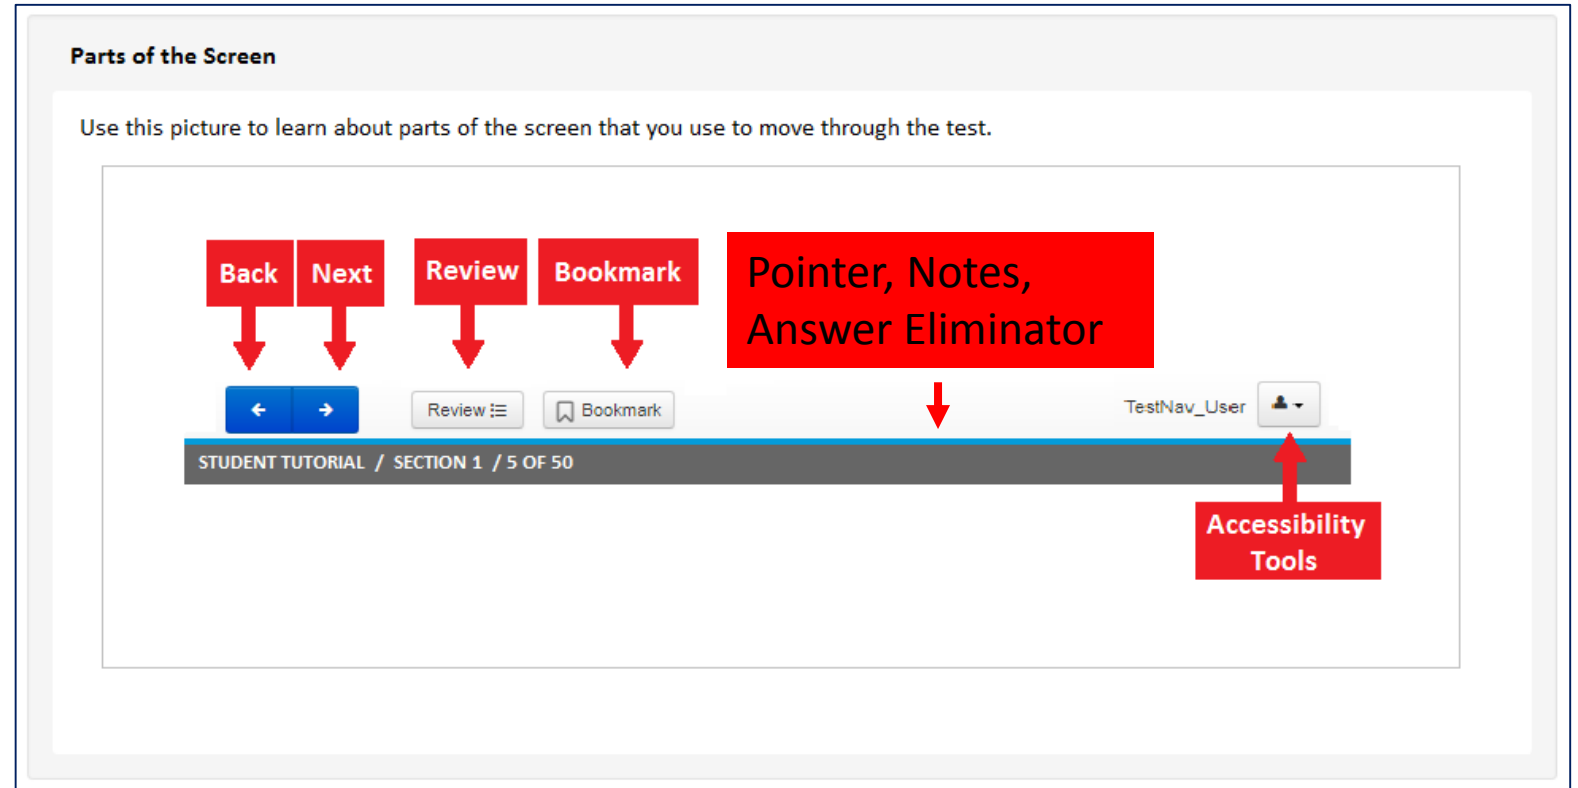 Parts of the Screen
Use this picture to learn about parts of the screen that you use to move through the test.
Back Next Review Bookmark
Pointer, Notes,
Answer Eliminator
Review Bookmark TestNav_User
STUDENT TUTORIAL / SECTION 1 / 5 OF 50
Accessibility
Tools